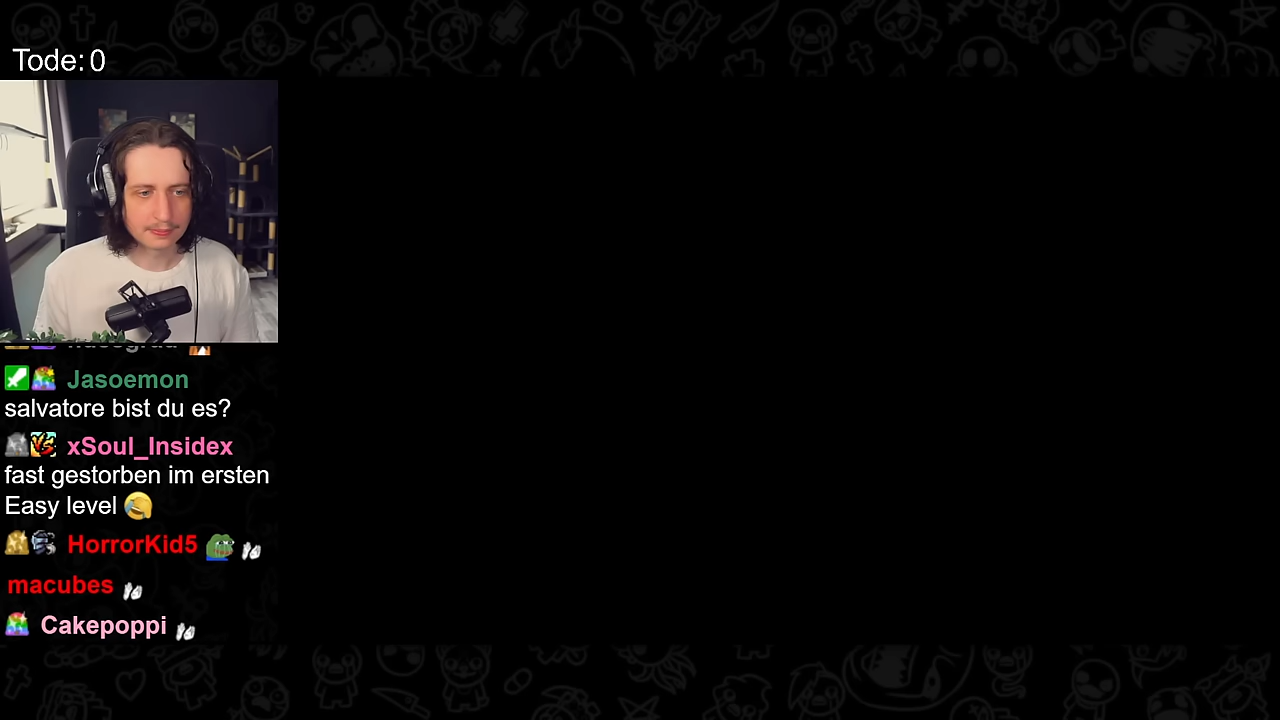 Tode: 0
Jasoemon
salvatore bist du es?
xSoul_Insidex
fast gestorben im ersten
Easy level
HorrorKid5
macubes
Cakepoppi